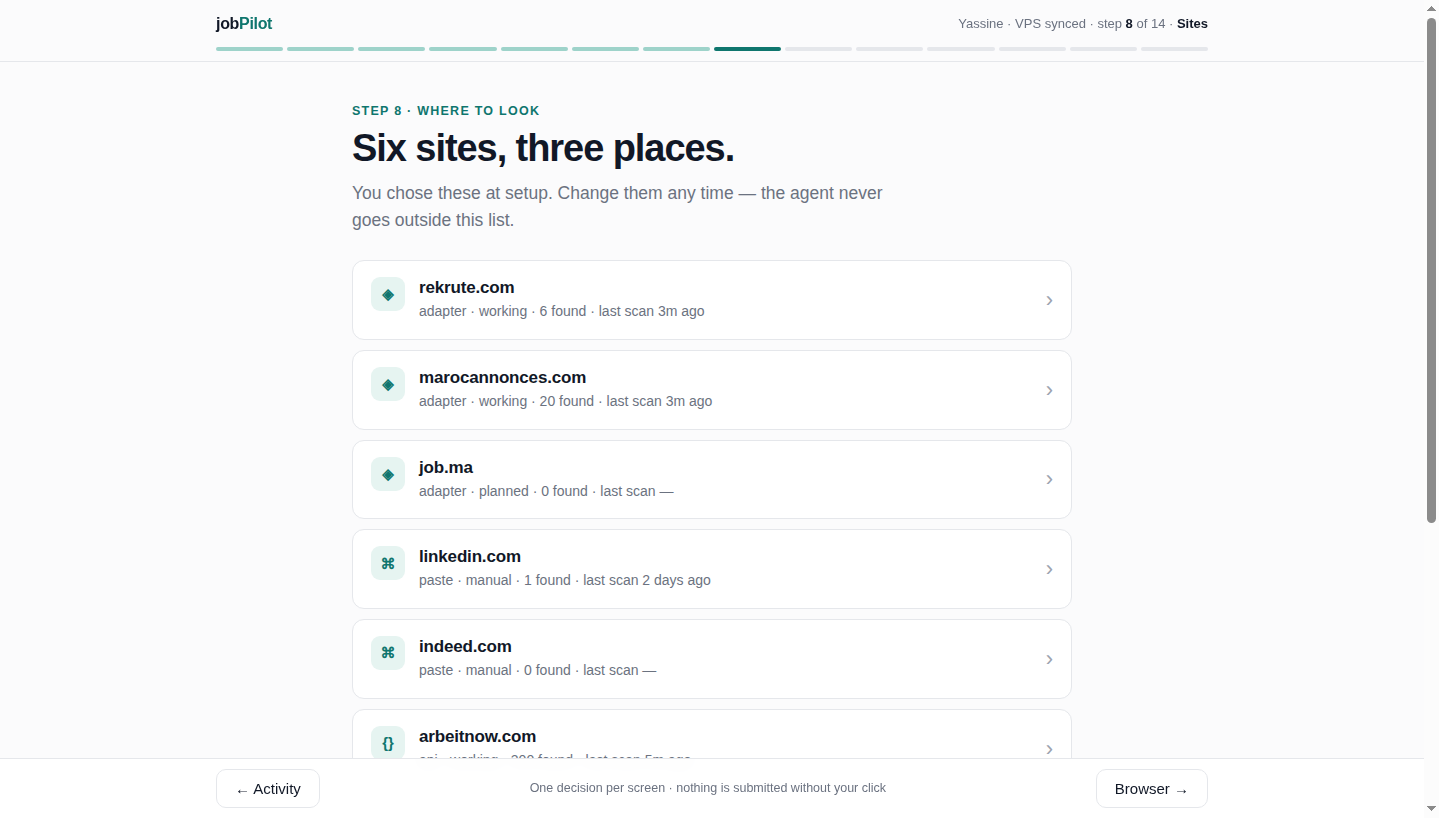 jobPilot
Yassine · VPS synced · step 8 of 14 · Sites
STEP 8 · WHERE TO LOOK
Six sites, three places.
You chose these at setup. Change them any time — the agent never
goes outside this list.
◈
rekrute.com
adapter · working · 6 found · last scan 3m ago
›
◈
marocannonces.com
adapter · working · 20 found · last scan 3m ago
›
◈
job.ma
adapter · planned · 0 found · last scan —
›
⌘
linkedin.com
paste · manual · 1 found · last scan 2 days ago
›
⌘
indeed.com
paste · manual · 0 found · last scan —
›
{}
arbeitnow.com
›
← Activity
One decision per screen · nothing is submitted without your click
Browser →